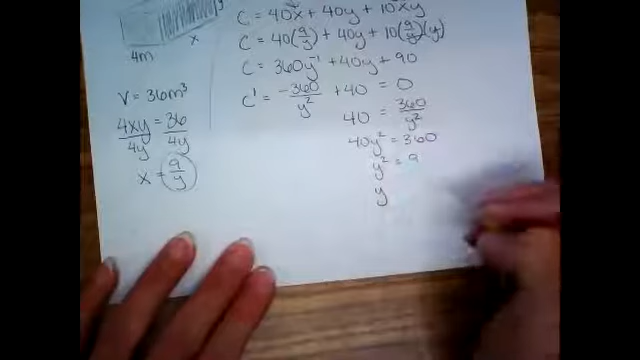 y
x
4m
V = 36m³
4xy = 36
4y 4y
x = 9/y
C = 40x + 40y + 10xy
C = 40(9/y) + 40y + 10(9/y)(y)
C = 360y⁻¹ + 40y + 90
C' = -360/y² + 40 = 0
40 = 360/y²
40y² = 360
y² = 9
y